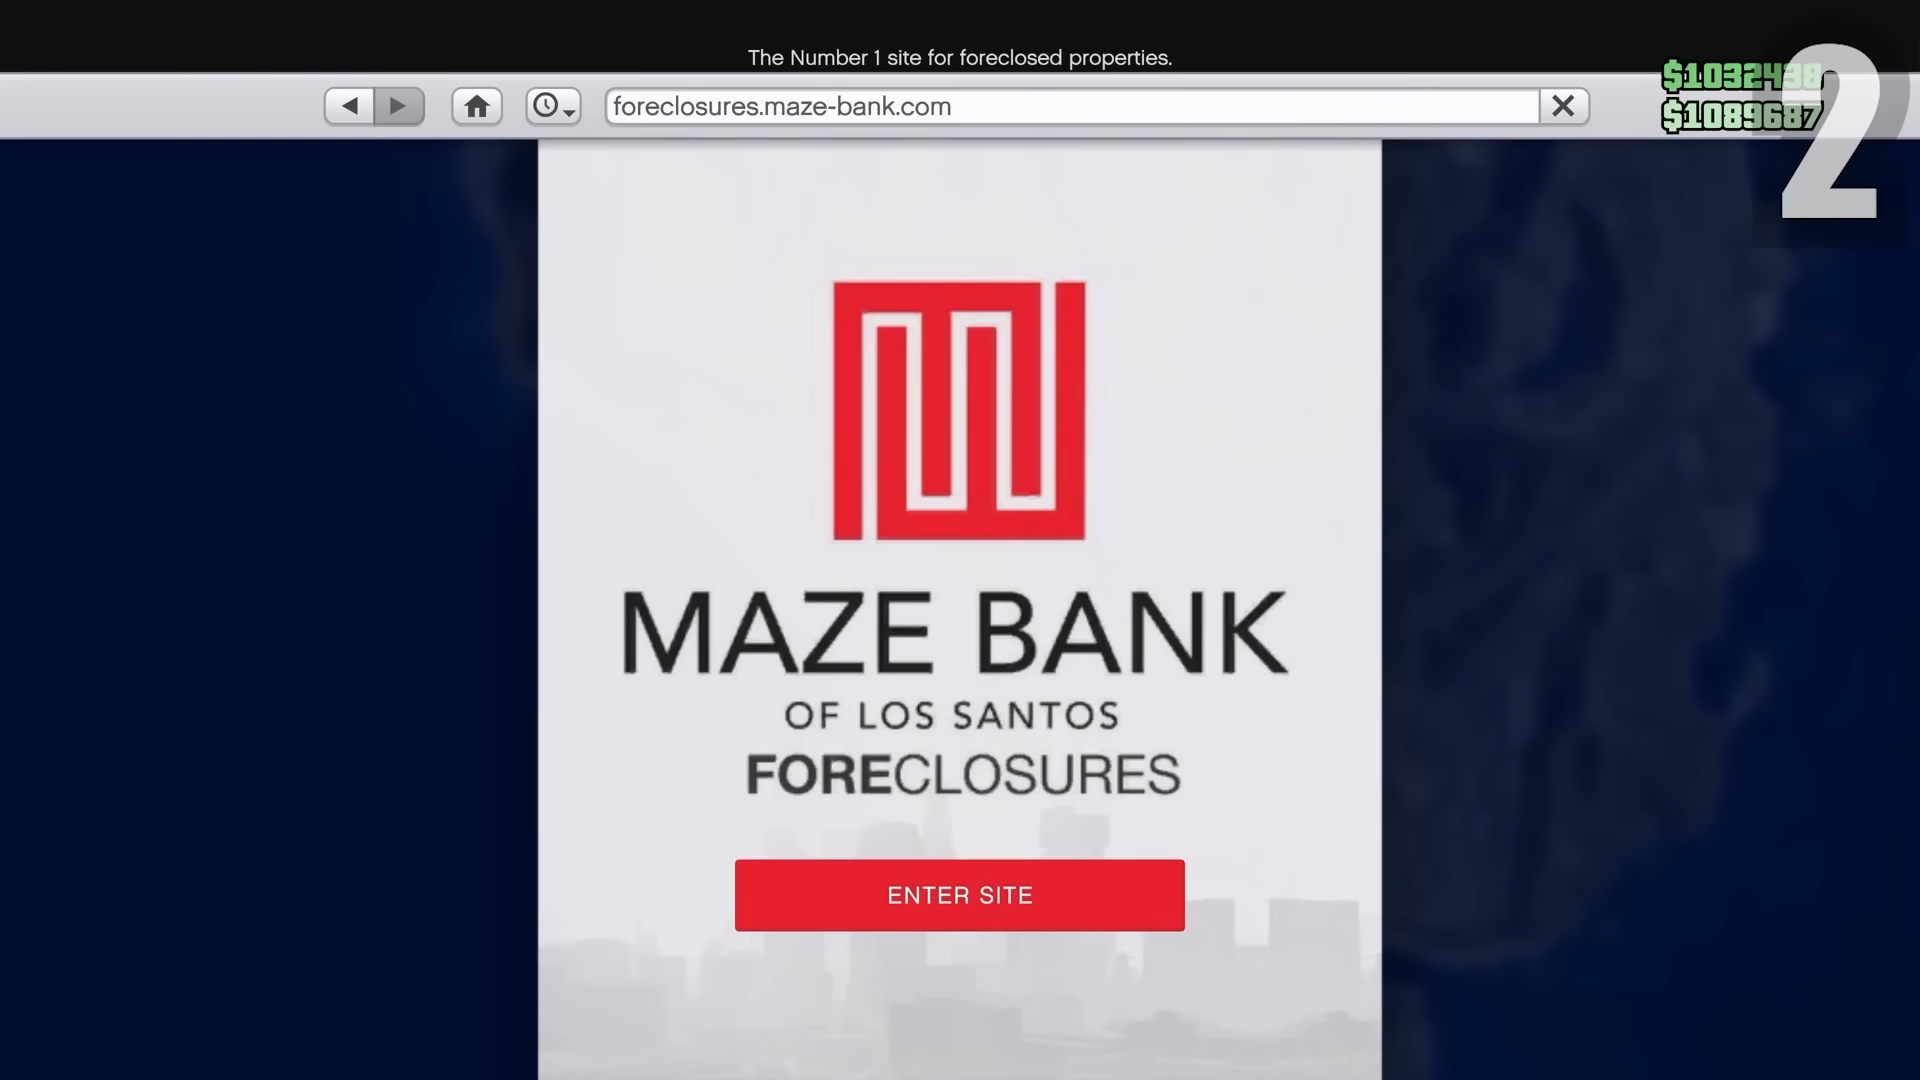 The Number 1 site for foreclosed properties.
foreclosures.maze-bank.com
$1032438
$1089687
2
MAZE BANK
OF LOS SANTOS
FORECLOSURES
ENTER SITE